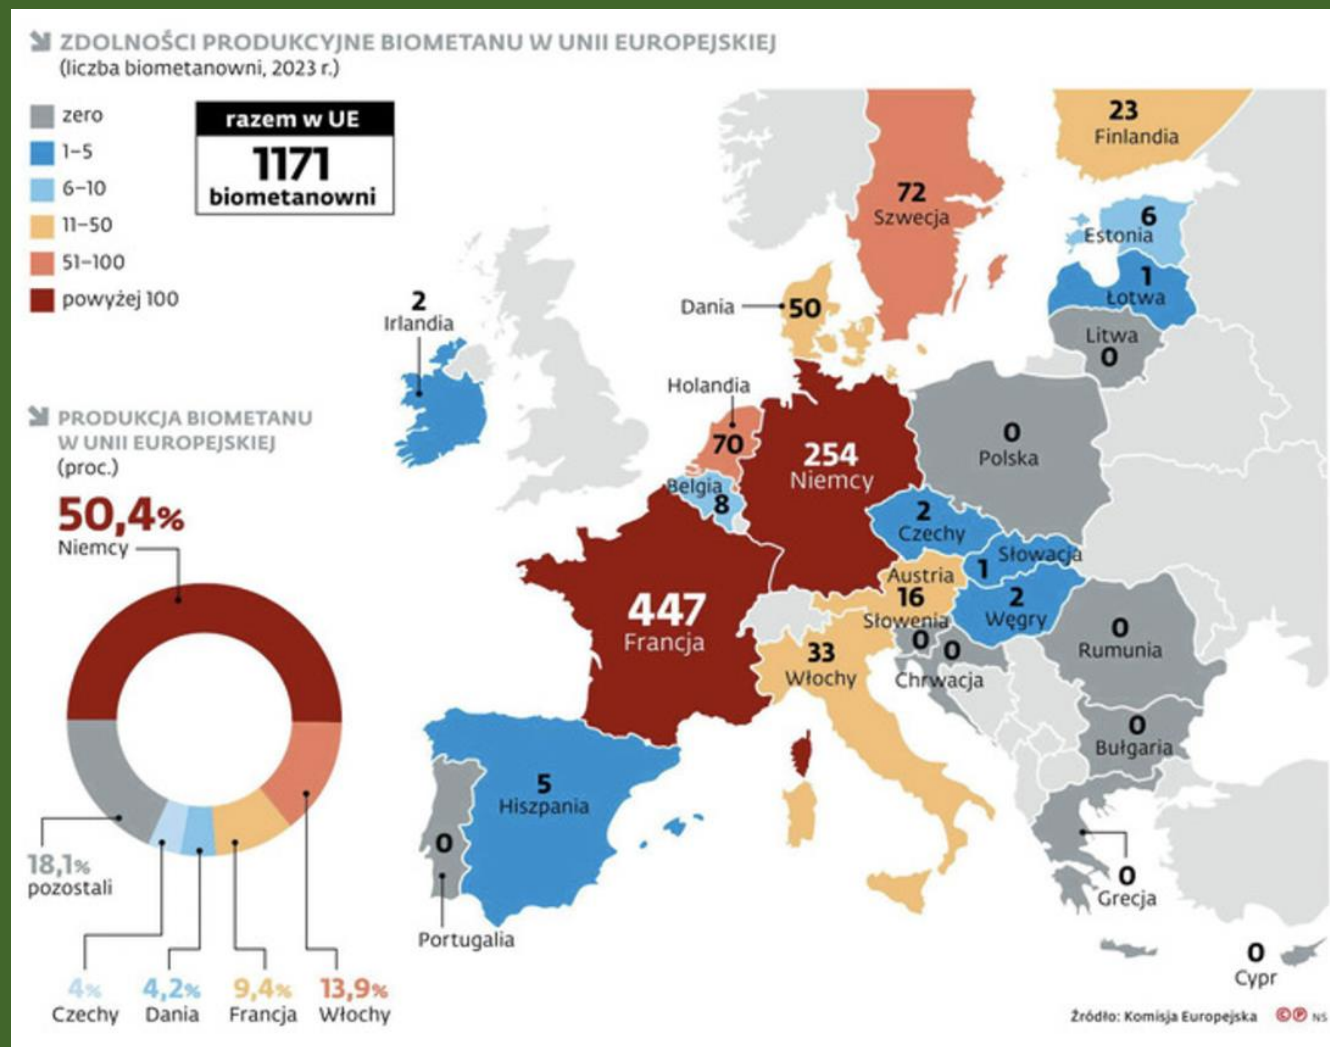 ZDOLNOŚCI PRODUKCYJNE BIOMETANU W UNII EUROPEJSKIEJ
(liczba biometanowni, 2023 r.)
zero
1–5
6–10
11–50
51–100
powyżej 100
razem w UE
1171
biometanowni
23
Finlandia
72
Szwecja
6
Estonia
1
Łotwa
Litwa
0
Dania
50
2
Irlandia
Holandia
70
Belgia
8
254
Niemcy
0
Polska
2
Czechy
Słowacja
1
Austria
16
2
Węgry
Słowenia
0
0
Chrwacja
447
Francja
33
Włochy
0
Rumunia
0
Bułgaria
5
Hiszpania
0
Portugalia
0
Grecja
0
Cypr
PRODUKCJA BIOMETANU
W UNII EUROPEJSKIEJ
(proc.)
50,4%
Niemcy
18,1%
pozostali
4%
Czechy
4,2%
Dania
9,4%
Francja
13,9%
Włochy
Źródło: Komisja Europejska ©℗ NS